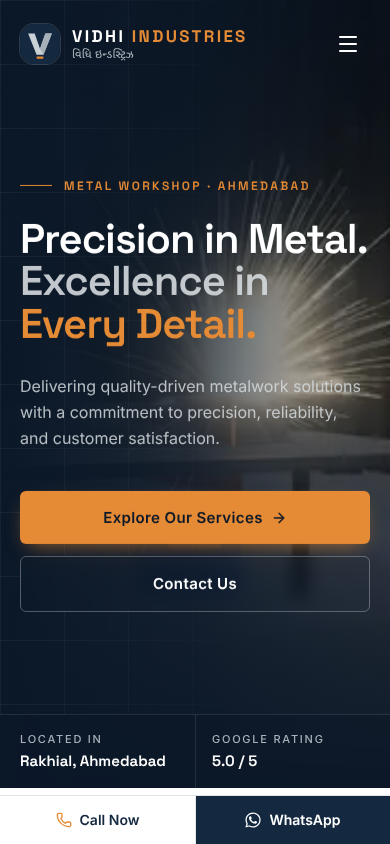 VIDHI INDUSTRIES
વિધિ ઇન્ડસ્ટ્રિઝ
METAL WORKSHOP · AHMEDABAD
Precision in Metal.
Excellence in
Every Detail.
Delivering quality-driven metalwork solutions
with a commitment to precision, reliability,
and customer satisfaction.
Explore Our Services →
Contact Us
LOCATED IN
Rakhial, Ahmedabad
GOOGLE RATING
5.0 / 5
Call Now
WhatsApp